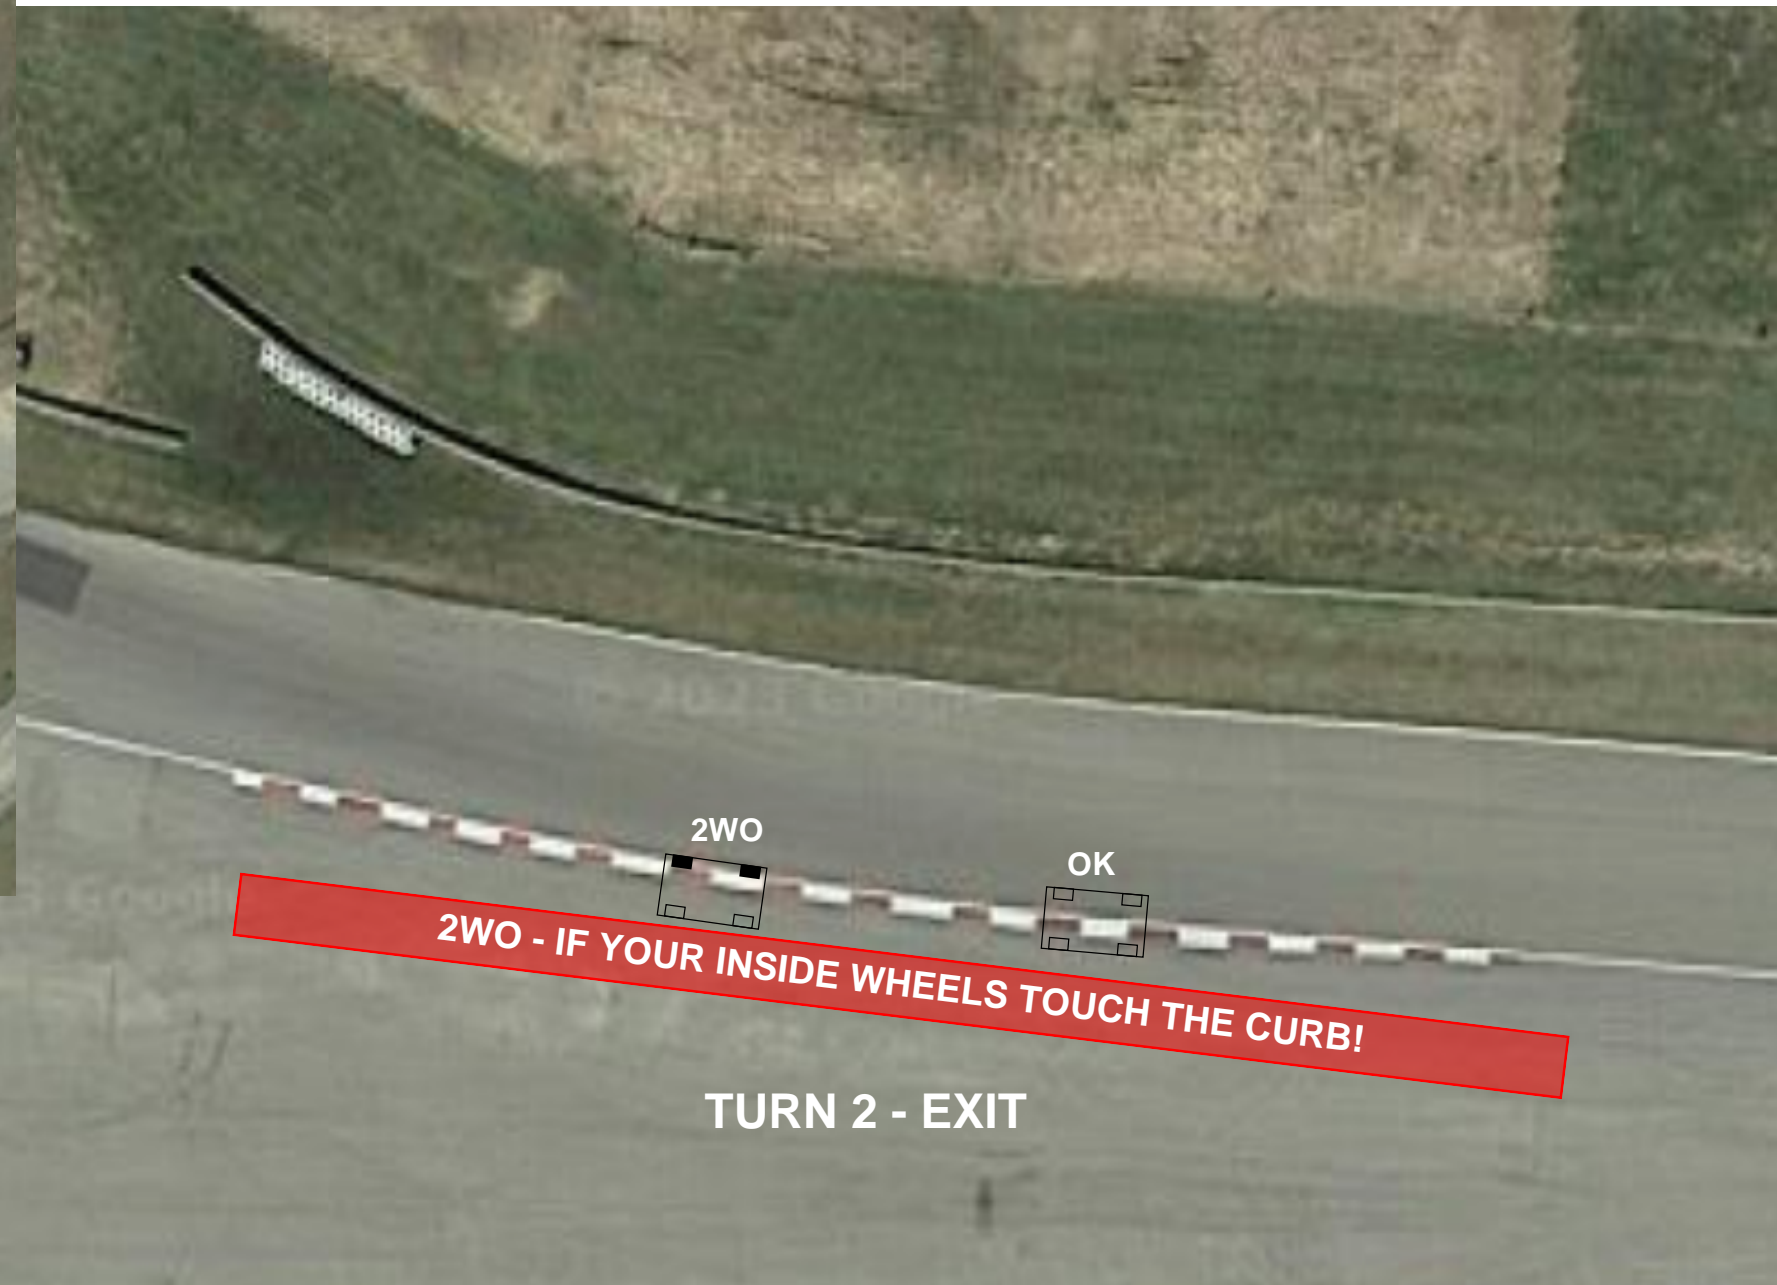 2WO
OK
2WO - IF YOUR INSIDE WHEELS TOUCH THE CURB!
TURN 2 - EXIT